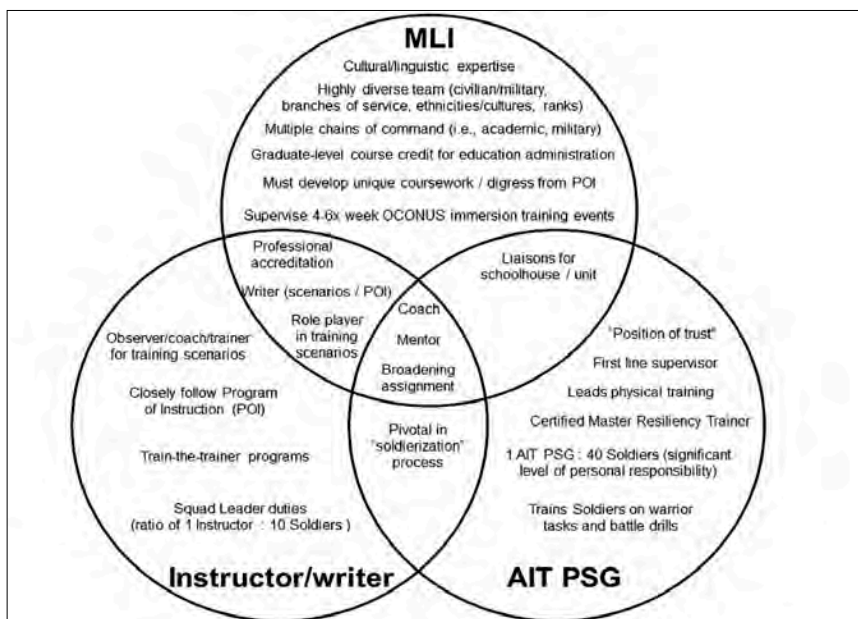 MLI
Cultural/linguistic expertise
Highly diverse team (civilian/military,
branches of service, ethnicities/cultures, ranks)
Multiple chains of command (i.e., academic, military)
Graduate-level course credit for education administration
Must develop unique coursework / digress from POI
Supervise 4-6x week OCONUS immersion training events
Professional
accreditation
Writer (scenarios / POI)
Role player
in training
scenarios
Liaisons for
schoolhouse / unit
Coach
Mentor
Broadening
assignment
Observer/coach/trainer
for training scenarios
Closely follow Program
of Instruction (POI)
Train-the-trainer programs
Squad Leader duties
(ratio of 1 Instructor : 10 Soldiers )
Instructor/writer
Pivotal in
"soldierization"
process
"Position of trust"
First line supervisor
Leads physical training
Certified Master Resiliency Trainor
1 AIT PSG : 40 Soldiers (significant
level of personal responsibility)
Trains Soldiers on warrior
tasks and battle drills
AIT PSG